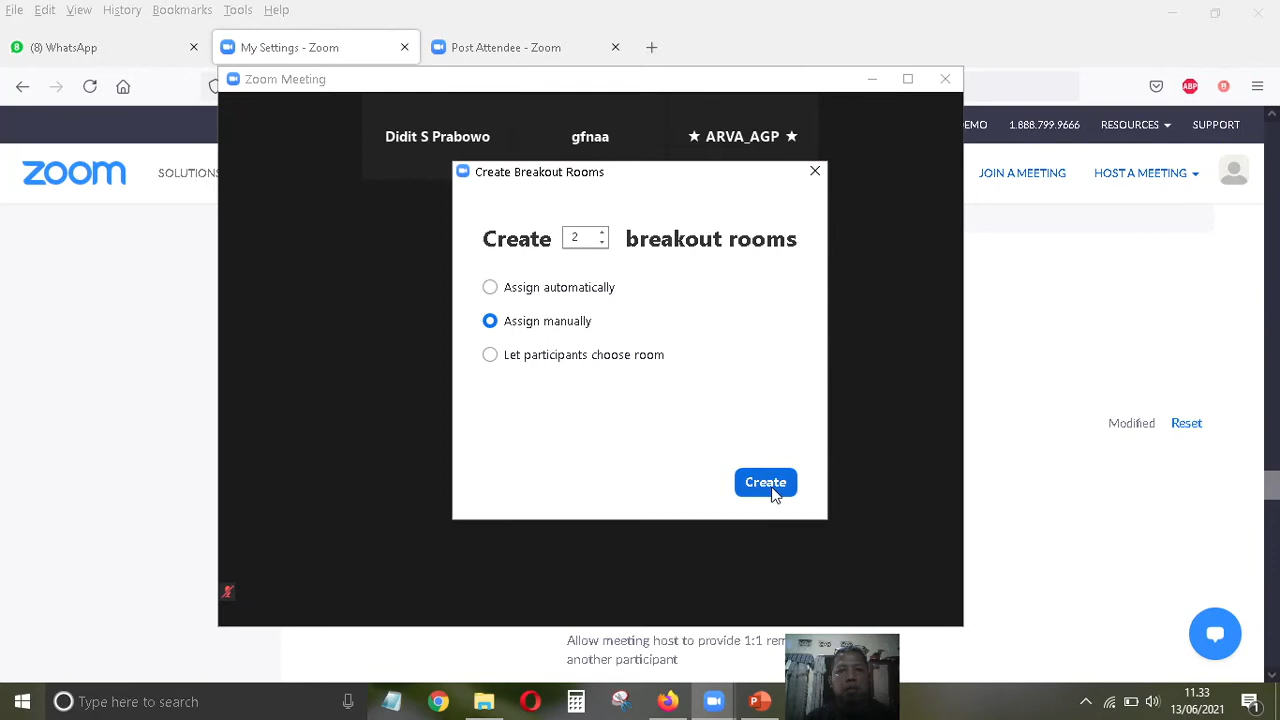 File Edit View History Bookmarks Tools Help
(8) WhatsApp
My Settings - Zoom
Post Attendee - Zoom
Zoom Meeting
ABP
DEMO 1.888.799.9666 RESOURCES SUPPORT
zoom
SOLUTIONS
JOIN A MEETING HOST A MEETING
Didit S Prabowo gfnaa ★ ARVA_AGP ★
Create Breakout Rooms
Create 2 breakout rooms
Assign automatically
Assign manually
Let participants choose room
Create
Modified Reset
Allow meeting host to provide 1:1 rem
another participant
Type here to search
11.33
13/06/2021
1